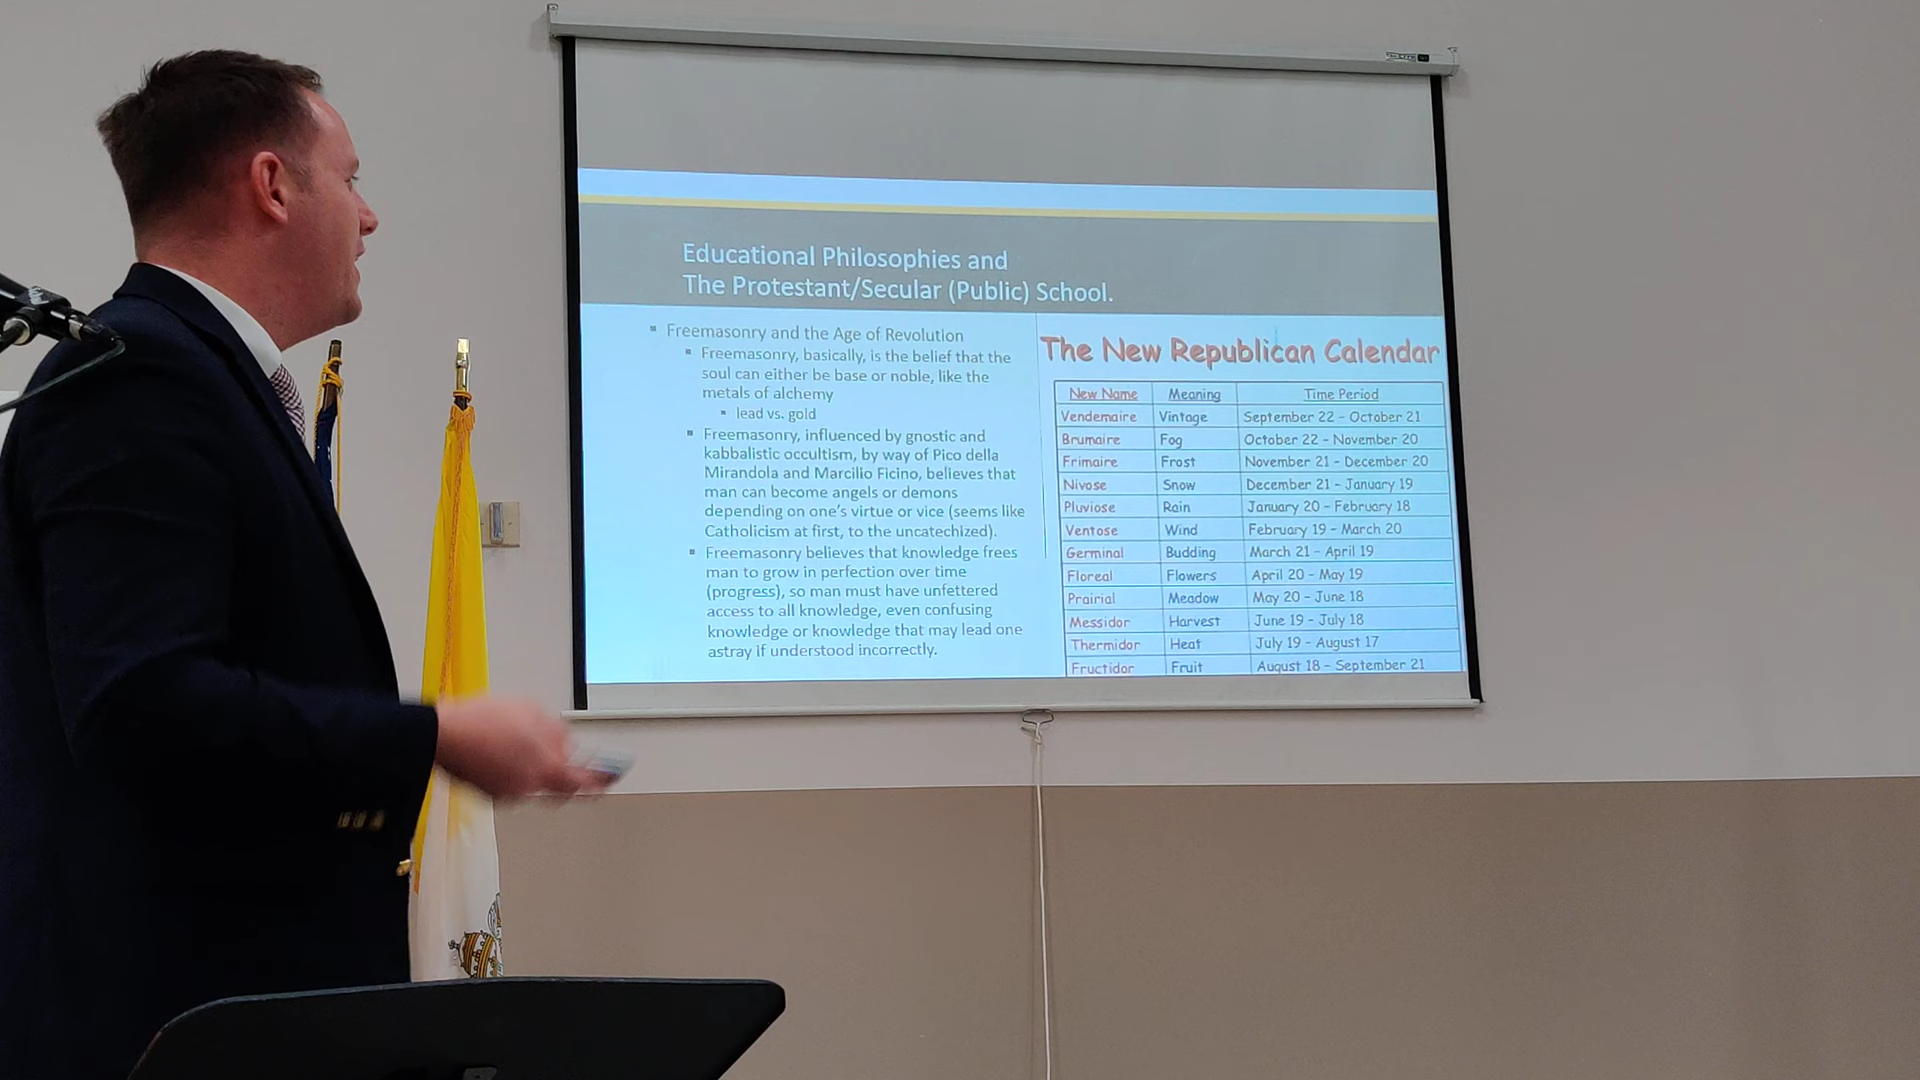 Educational Philosophies and
The Protestant/Secular (Public) School.
Freemasonry and the Age of Revolution
Freemasonry, basically, is the belief that the
soul can either be base or noble, like the
metals of alchemy
lead vs. gold
Freemasonry, influenced by gnostic and
kabbalistic occultism, by way of Pico della
Mirandola and Marcilio Ficino, believes that
man can become angels or demons
depending on one's virtue or vice (seems like
Catholicism at first, to the uncatechized).
Freemasonry believes that knowledge frees
man to grow in perfection over time
(progress), so man must have unfettered
access to all knowledge, even confusing
knowledge or knowledge that may lead one
astray if understood incorrectly.
The New Republican Calendar
New Name Meaning Time Period
Vendemaire Vintage September 22 - October 21
Brumaire Fog October 22 - November 20
Frimaire Frost November 21 - December 20
Nivose Snow December 21 - January 19
Pluviose Rain January 20 - February 18
Ventose Wind February 19 - March 20
Germinal Budding March 21 - April 19
Floreal Flowers April 20 - May 19
Prairial Meadow May 20 - June 18
Messidor Harvest June 19 - July 18
Thermidor Heat July 19 - August 17
Fructidor Fruit August 18 - September 21